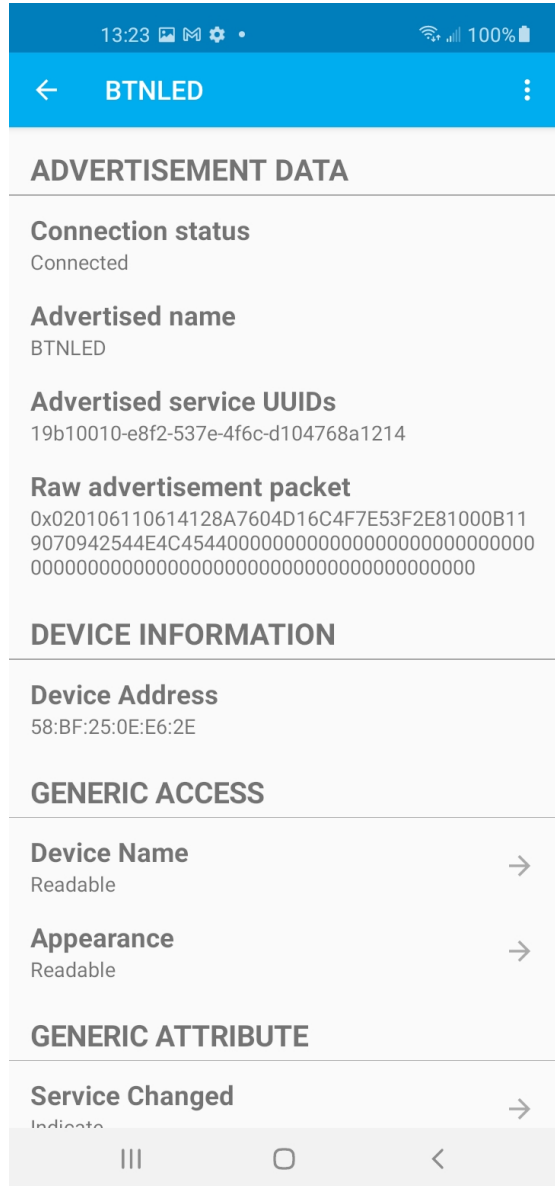 13:23
100%
BTNLED
ADVERTISEMENT DATA
Connection status
Connected
Advertised name
BTNLED
Advertised service UUIDs
19b10010-e8f2-537e-4f6c-d104768a1214
Raw advertisement packet
0x020106110614128A7604D16C4F7E53F2E81000B11
9070942544E4C45440000000000000000000000000
0000000000000000000000000000000000000
DEVICE INFORMATION
Device Address
58:BF:25:0E:E6:2E
GENERIC ACCESS
Device Name
Readable
Appearance
Readable
GENERIC ATTRIBUTE
Service Changed
Indicate